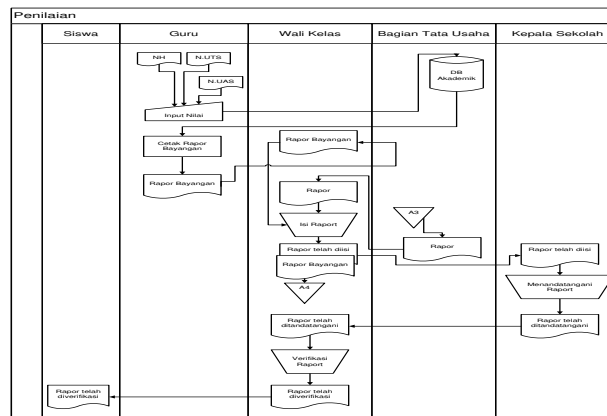 Penilaian
Siswa
Guru
Wali Kelas
Bagian Tata Usaha
Kepala Sekolah
NH
N.UTS
N.UAS
Input Nilai
DB
Akademik
Cetak Rapor
Bayangan
Rapor Bayangan
Rapor Bayangan
Rapor
Isi Raport
A3
Rapor
Rapor telah diisi
Rapor Bayangan
A4
Rapor telah diisi
Menandatangani
Raport
Rapor telah
ditandatangani
Rapor telah
ditandatangani
Verifikasi
Raport
Rapor telah
diverifikasi
Rapor telah
diverifikasi